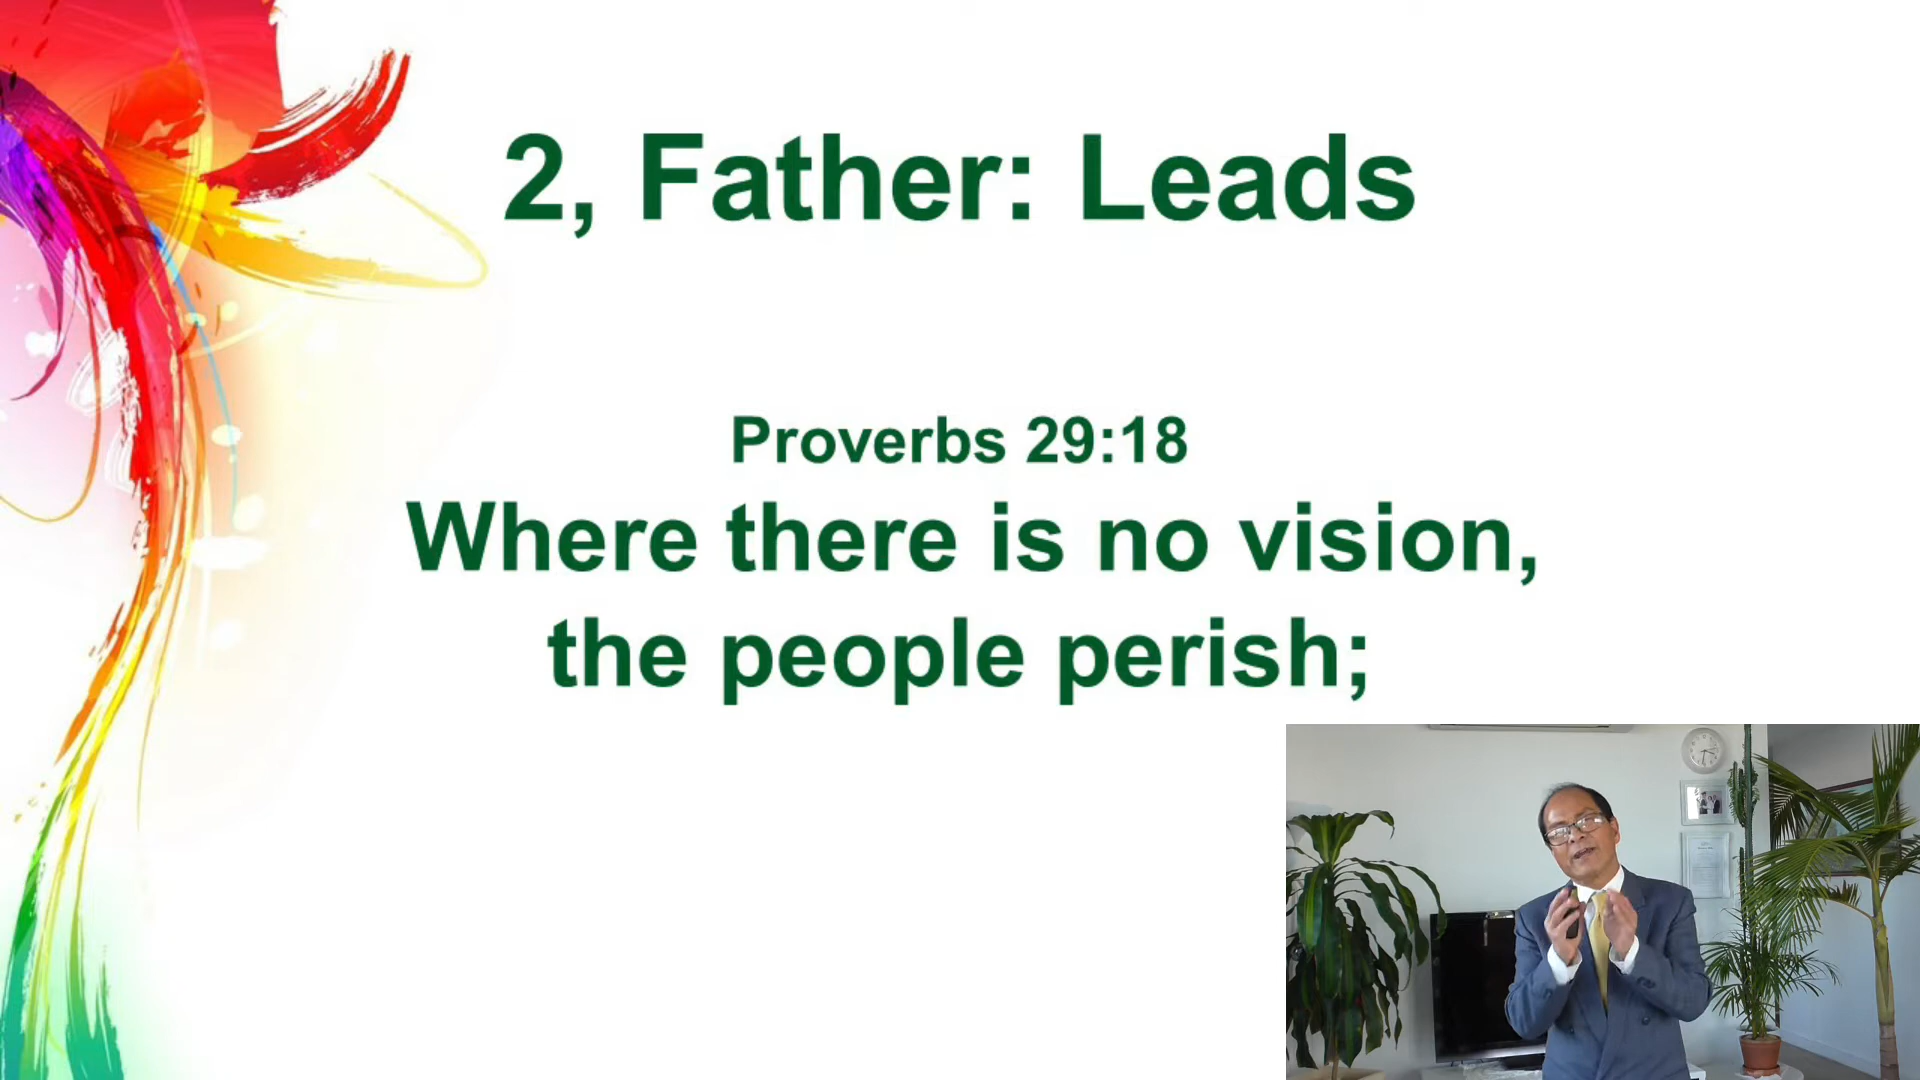 2, Father: Leads
Proverbs 29:18
Where there is no vision,
the people perish;